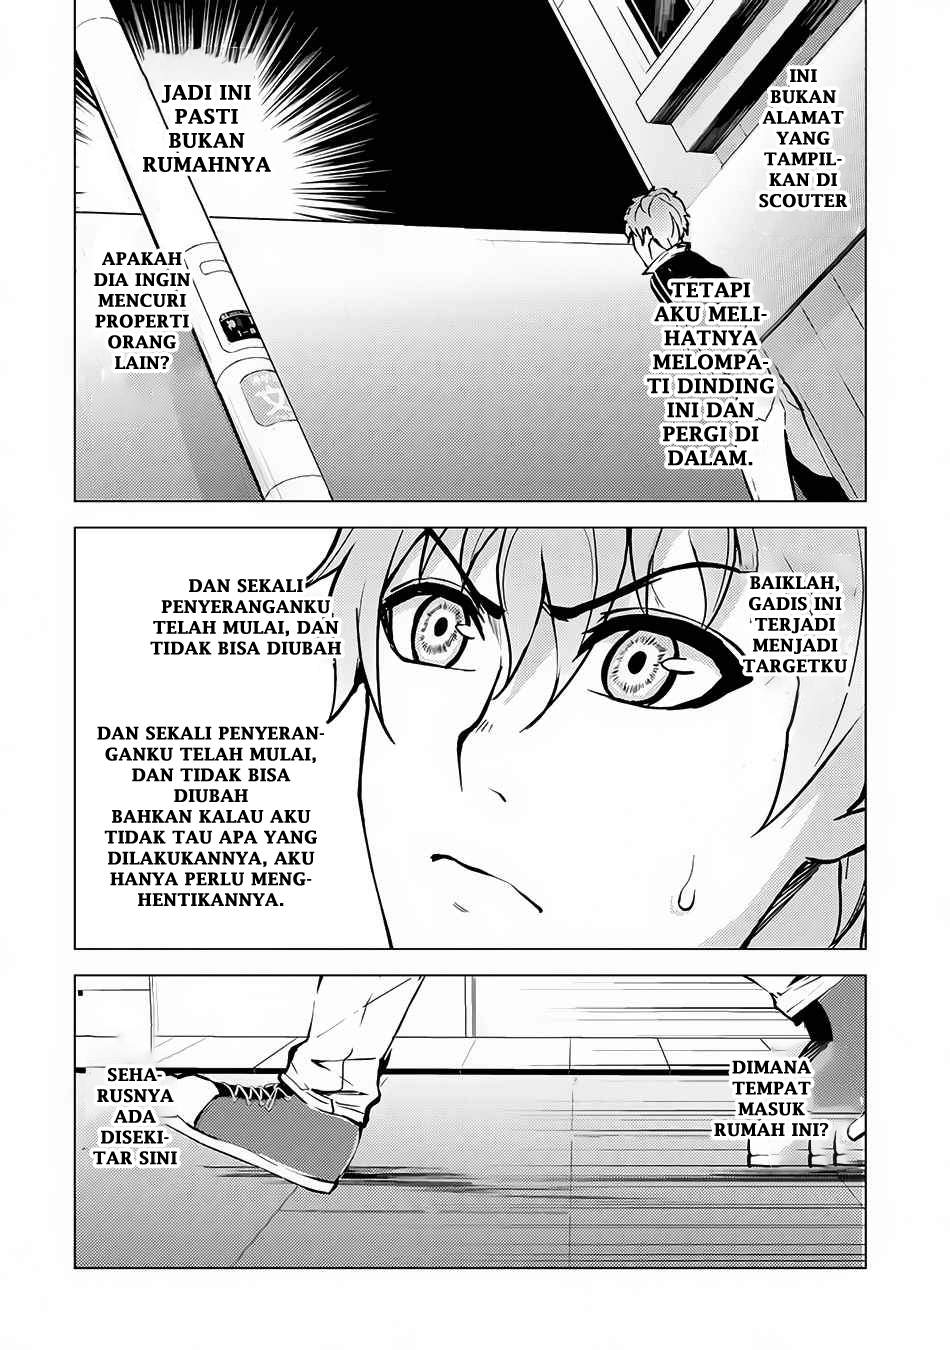 INI
BUKAN
ALAMAT
YANG
TAMPIL-
KAN DI
SCOUTER
TETAPI
AKU MELI-
HATNYA
MELOMPA-
TI DINDING
INI DAN
PERGI DI
DALAM.
JADI INI
PASTI
BUKAN
RUMAHNYA
APAKAH
DIA INGIN
MENCURI
PROPERTI
ORANG
LAIN?
BAIKLAH,
GADIS INI
TERJADI
MENJADI
TARGETKU
DAN SEKALI
PENYERANGANKU
TELAH MULAI, DAN
TIDAK BISA DIUBAH
DAN SEKALI PENYERAN-
GANKU TELAH MULAI,
DAN TIDAK BISA
DIUBAH
BAHKAN KALAU AKU
TIDAK TAU APA YANG
DILAKUKANNYA, AKU
HANYA PERLU MENG-
HENTIKANNYA.
DIMANA
TEMPAT
MASUK
RUMAH INI?
SEHA-
RUSNYA
ADA
DISEKI-
TAR SINI